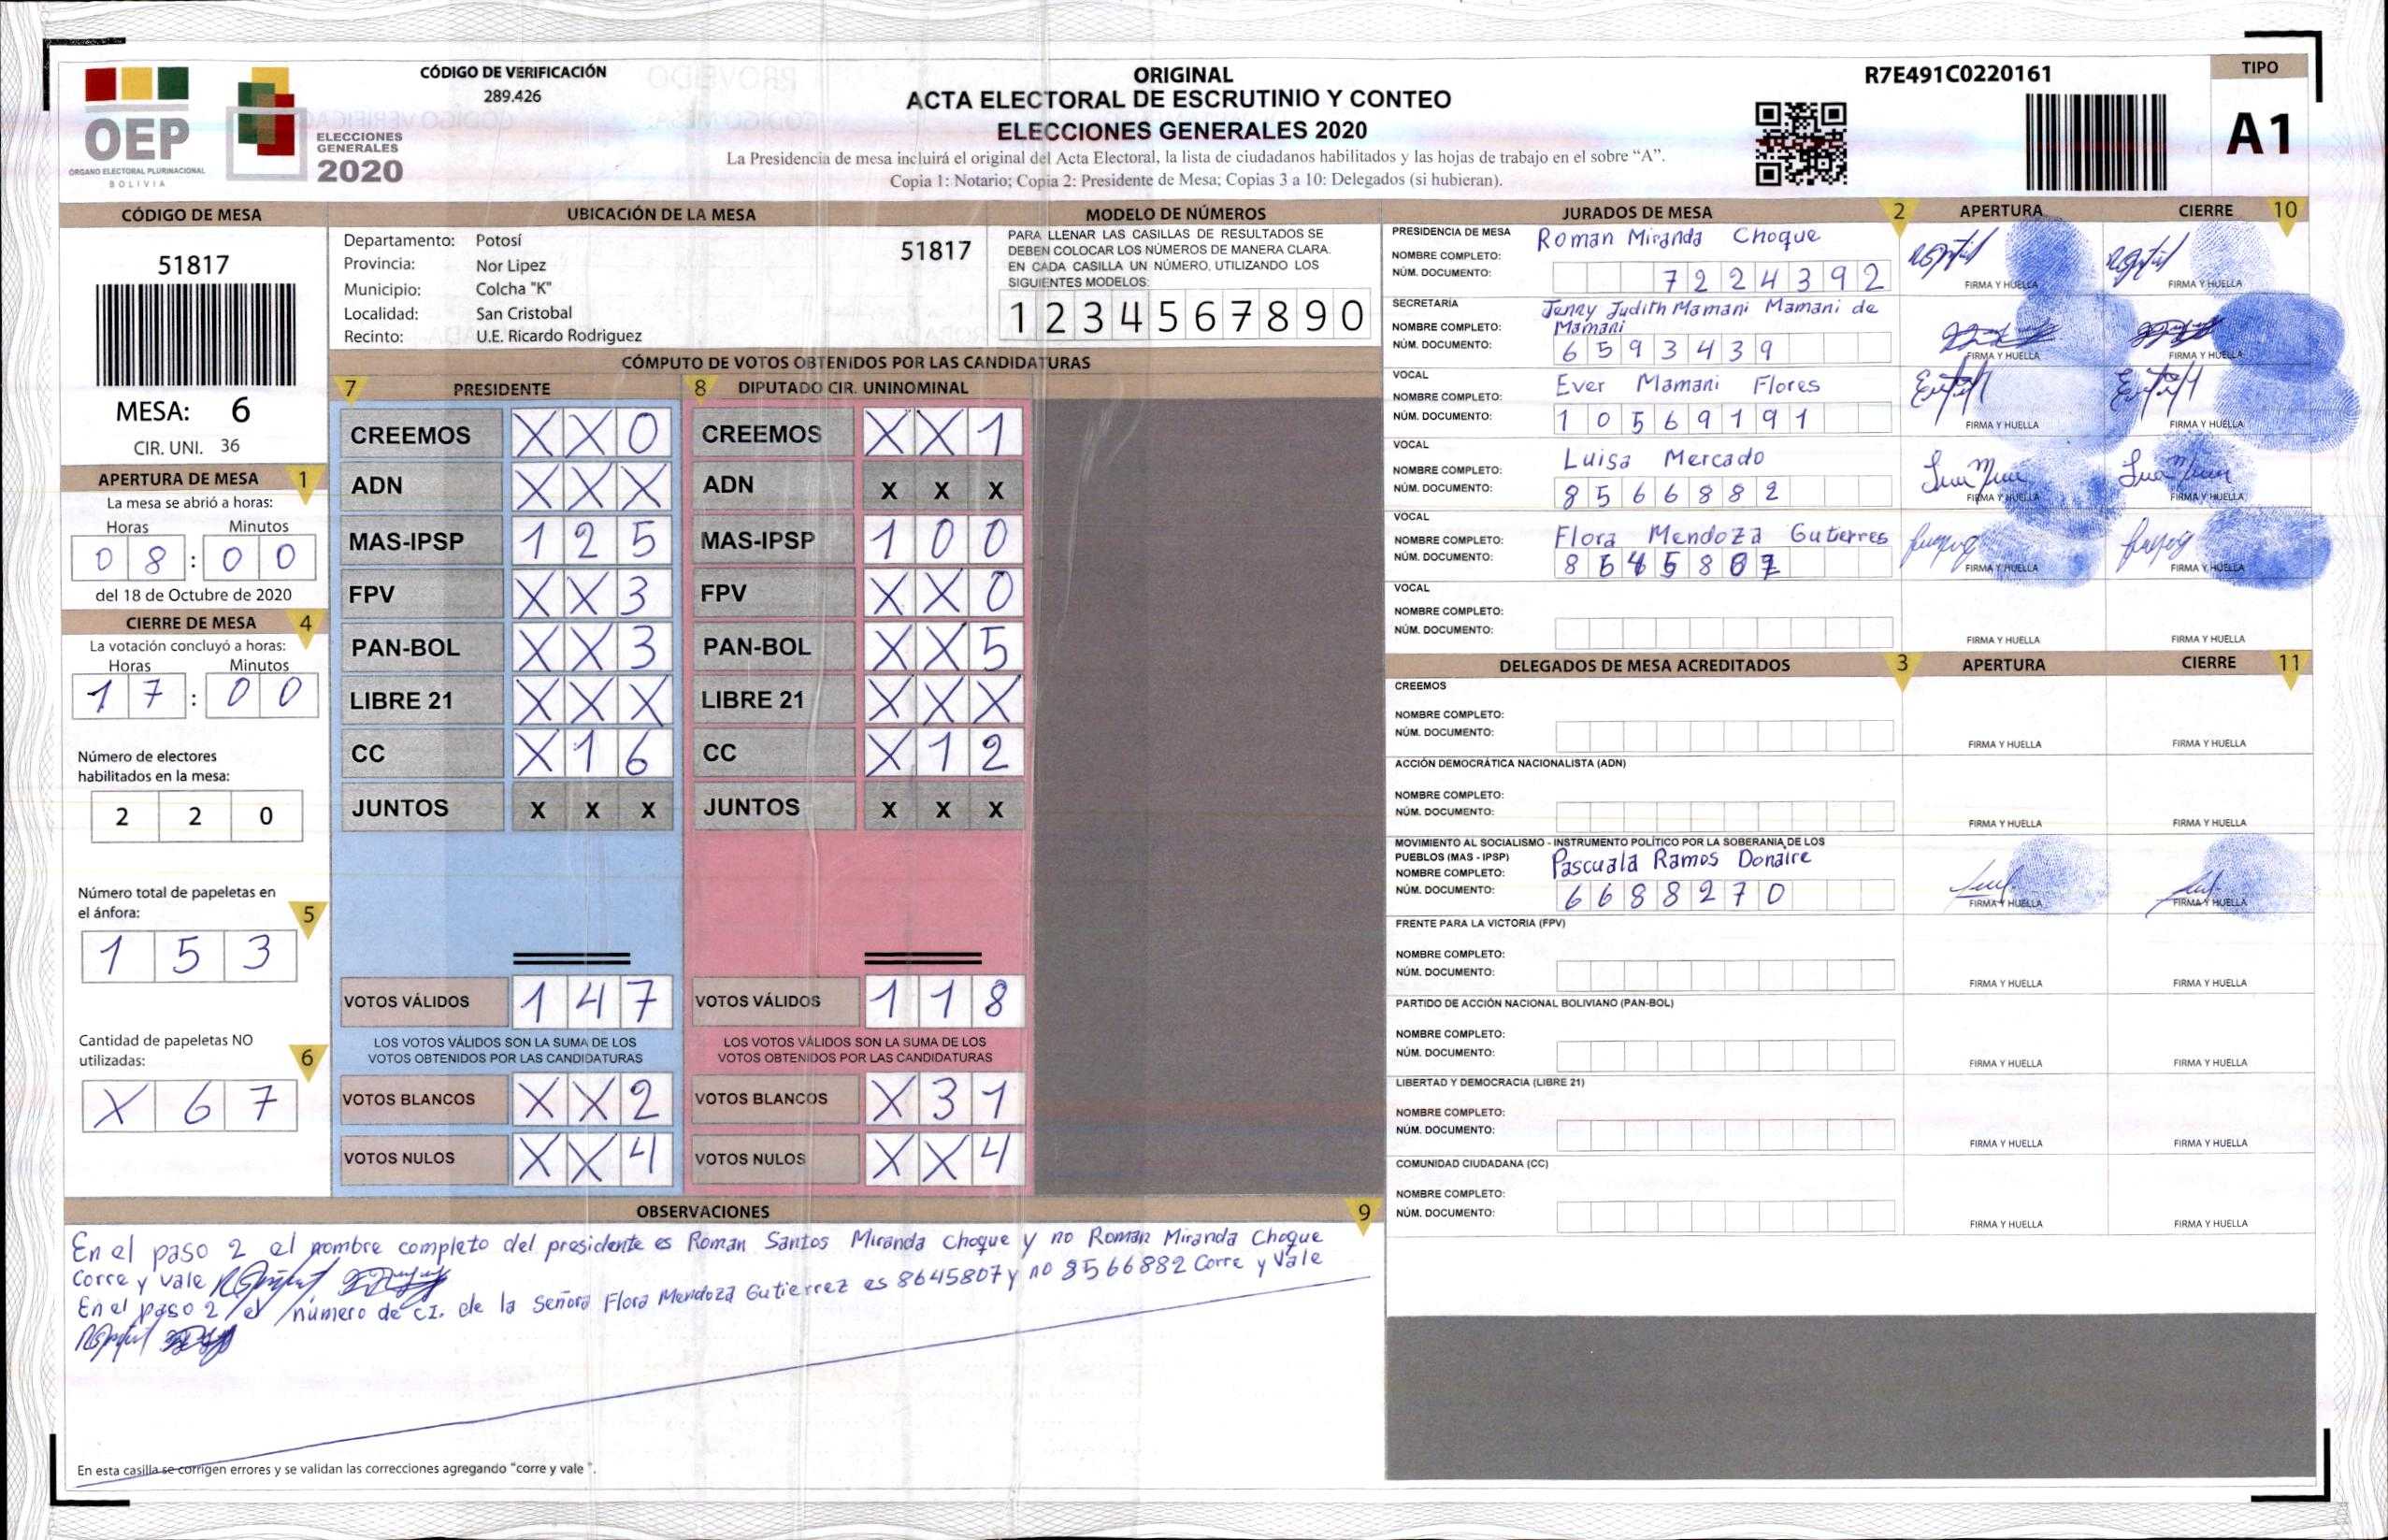 CÓDIGO DE VERIFICACIÓN
289.426
OEP
ÓRGANO ELECTORAL PLURINACIONAL
BOLIVIA
ELECCIONES
GENERALES
2020
ORIGINAL
ACTA ELECTORAL DE ESCRUTINIO Y CONTEO
ELECCIONES GENERALES 2020
La Presidencia de mesa incluirá el original del Acta Electoral, la lista de ciudadanos habilitados y las hojas de trabajo en el sobre “A”.
Copia 1: Notario; Copia 2: Presidente de Mesa; Copias 3 a 10: Delegados (si hubieran).
R7E491C0220161
TIPO
A1
CÓDIGO DE MESA
51817
MESA: 6
CIR. UNI. 36
UBICACIÓN DE LA MESA
Departamento: Potosí
Provincia: Nor Lipez
Municipio: Colcha "K"
Localidad: San Cristobal
Recinto: U.E. Ricardo Rodriguez
51817
MODELO DE NÚMEROS
PARA LLENAR LAS CASILLAS DE RESULTADOS SE
DEBEN COLOCAR LOS NÚMEROS DE MANERA CLARA.
EN CADA CASILLA UN NÚMERO, UTILIZANDO LOS
SIGUIENTES MODELOS:
1 2 3 4 5 6 7 8 9 0
APERTURA DE MESA 1
La mesa se abrió a horas:
Horas Minutos
0 8 : 0 0
del 18 de Octubre de 2020
CIERRE DE MESA 4
La votación concluyó a horas:
Horas Minutos
1 7 : 0 0
Número de electores
habilitados en la mesa:
2 2 0
Número total de papeletas en
el ánfora: 5
1 5 3
Cantidad de papeletas NO
utilizadas: 6
X 6 7
CÓMPUTO DE VOTOS OBTENIDOS POR LAS CANDIDATURAS
7 PRESIDENTE 8 DIPUTADO CIR. UNINOMINAL
CREEMOS X X 0 CREEMOS X X 1
ADN X X X ADN X X X
MAS-IPSP 1 2 5 MAS-IPSP 1 0 0
FPV X X 3 FPV X X 0
PAN-BOL X X 3 PAN-BOL X X 5
LIBRE 21 X X X LIBRE 21 X X X
CC X 1 6 CC X 1 2
JUNTOS X X X JUNTOS X X X
VOTOS VÁLIDOS 1 4 7 VOTOS VÁLIDOS 1 1 8
LOS VOTOS VÁLIDOS SON LA SUMA DE LOS LOS VOTOS VÁLIDOS SON LA SUMA DE LOS
VOTOS OBTENIDOS POR LAS CANDIDATURAS VOTOS OBTENIDOS POR LAS CANDIDATURAS
VOTOS BLANCOS X X 2 VOTOS BLANCOS X 3 1
VOTOS NULOS X X 4 VOTOS NULOS X X 4
JURADOS DE MESA 2 APERTURA CIERRE 10
PRESIDENCIA DE MESA Roman Miranda Choque
NOMBRE COMPLETO:
NÚM. DOCUMENTO: 7 2 2 4 3 9 2
FIRMA Y HUELLA FIRMA Y HUELLA
SECRETARÍA Jenny Judith Mamani Mamani de
NOMBRE COMPLETO: Mamani
NÚM. DOCUMENTO: 6 5 9 3 4 3 9
FIRMA Y HUELLA FIRMA Y HUELLA
VOCAL Ever Mamani Flores
NOMBRE COMPLETO:
NÚM. DOCUMENTO: 1 0 5 6 9 1 9 1
FIRMA Y HUELLA FIRMA Y HUELLA
VOCAL Luisa Mercado
NOMBRE COMPLETO:
NÚM. DOCUMENTO: 8 5 6 6 8 8 2
FIRMA Y HUELLA FIRMA Y HUELLA
VOCAL
NOMBRE COMPLETO: Flora Mendoza Gutierres
NÚM. DOCUMENTO: 8 6 4 5 8 0 7
FIRMA Y HUELLA FIRMA Y HUELLA
VOCAL
NOMBRE COMPLETO:
NÚM. DOCUMENTO:
FIRMA Y HUELLA FIRMA Y HUELLA
DELEGADOS DE MESA ACREDITADOS 3 APERTURA CIERRE 11
CREEMOS
NOMBRE COMPLETO:
NÚM. DOCUMENTO:
FIRMA Y HUELLA FIRMA Y HUELLA
ACCIÓN DEMOCRÁTICA NACIONALISTA (ADN)
NOMBRE COMPLETO:
NÚM. DOCUMENTO:
FIRMA Y HUELLA FIRMA Y HUELLA
MOVIMIENTO AL SOCIALISMO - INSTRUMENTO POLÍTICO POR LA SOBERANIA DE LOS
PUEBLOS (MAS - IPSP) Pascuala Ramos Donaire
NOMBRE COMPLETO:
NÚM. DOCUMENTO: 6 6 8 8 2 7 0
FIRMA Y HUELLA FIRMA Y HUELLA
FRENTE PARA LA VICTORIA (FPV)
NOMBRE COMPLETO:
NÚM. DOCUMENTO:
FIRMA Y HUELLA FIRMA Y HUELLA
PARTIDO DE ACCIÓN NACIONAL BOLIVIANO (PAN-BOL)
NOMBRE COMPLETO:
NÚM. DOCUMENTO:
FIRMA Y HUELLA FIRMA Y HUELLA
LIBERTAD Y DEMOCRACIA (LIBRE 21)
NOMBRE COMPLETO:
NÚM. DOCUMENTO:
FIRMA Y HUELLA FIRMA Y HUELLA
COMUNIDAD CIUDADANA (CC)
NOMBRE COMPLETO:
NÚM. DOCUMENTO:
FIRMA Y HUELLA FIRMA Y HUELLA
OBSERVACIONES 9
En el paso 2 el nombre completo del presidente es Roman Santos Miranda Choque y no Roman Miranda Choque
Corre y vale
En el paso 2 el número de CI. de la señora Flora Mendoza Gutierrez es 8645807 y no 8566882 Corre y Vale
En esta casilla se corrigen errores y se validan las correcciones agregando "corre y vale ".